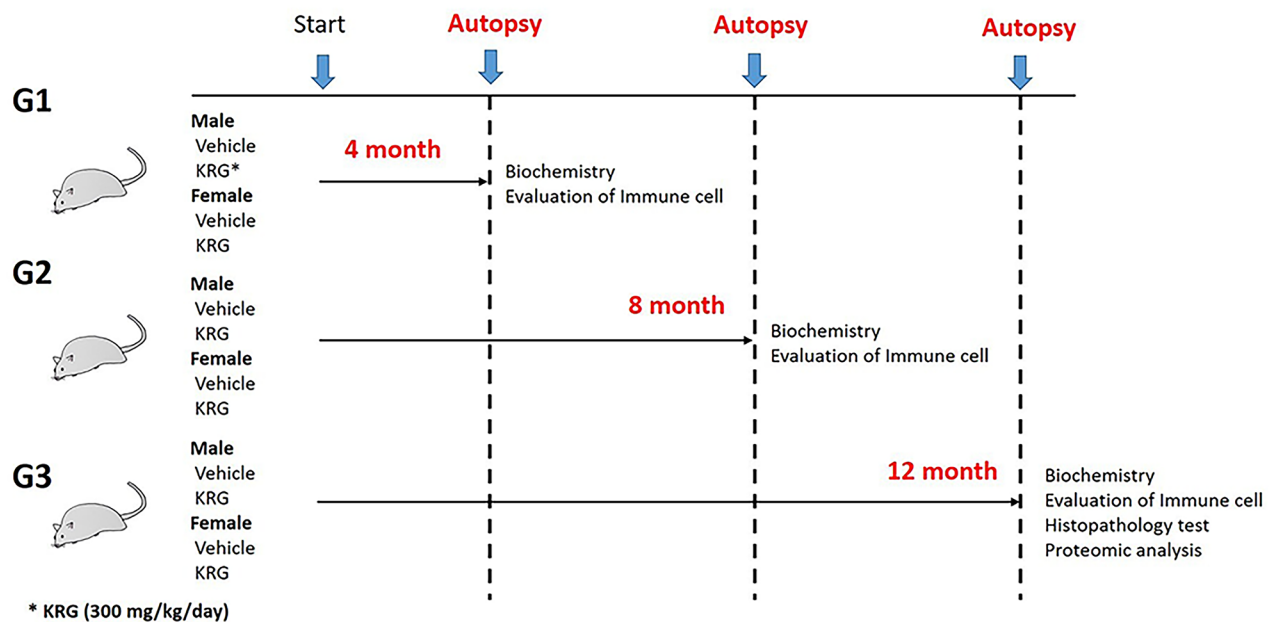 Start
Autopsy
Autopsy
Autopsy
G1
Male
Vehicle
KRG*
Female
Vehicle
KRG
4 month
Biochemistry
Evaluation of Immune cell
G2
Male
Vehicle
KRG
Female
Vehicle
KRG
8 month
Biochemistry
Evaluation of Immune cell
G3
Male
Vehicle
KRG
Female
Vehicle
KRG
12 month
Biochemistry
Evaluation of Immune cell
Histopathology test
Proteomic analysis
* KRG (300 mg/kg/day)